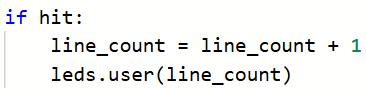 if hit:
    line_count = line_count + 1
    leds.user(line_count)